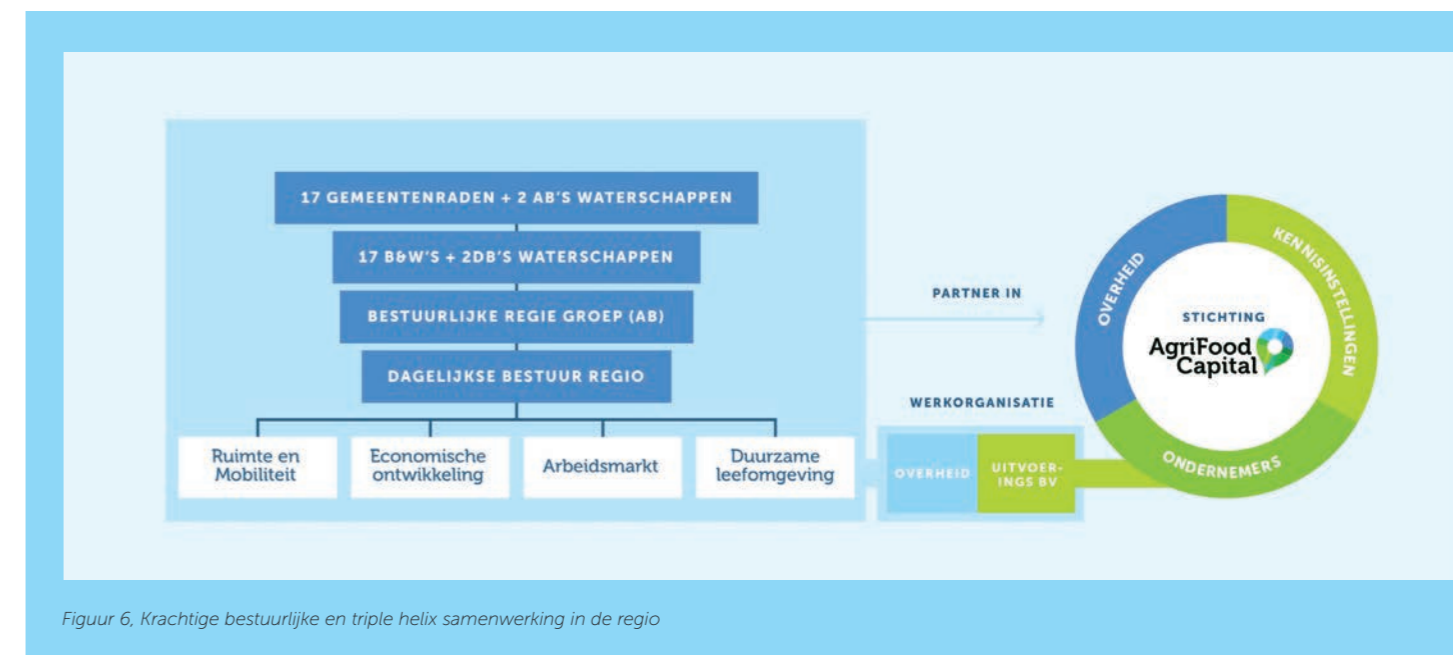 17 GEMEENTENRADEN + 2 AB'S WATERSCHAPPEN
17 B&W'S + 2DB'S WATERSCHAPPEN
BESTUURLIJKE REGIE GROEP (AB)
DAGELIJKSE BESTUUR REGIO
Ruimte en
Mobiliteit
Economische
ontwikkeling
Arbeidsmarkt
Duurzame
leefomgeving
PARTNER IN
WERKORGANISATIE
OVERHEID
UITVOER-
INGS BV
OVERHEID
KENNISINSTELLINGEN
ONDERNEMERS
STICHTING
AgriFood
Capital
Figuur 6, Krachtige bestuurlijke en triple helix samenwerking in de regio